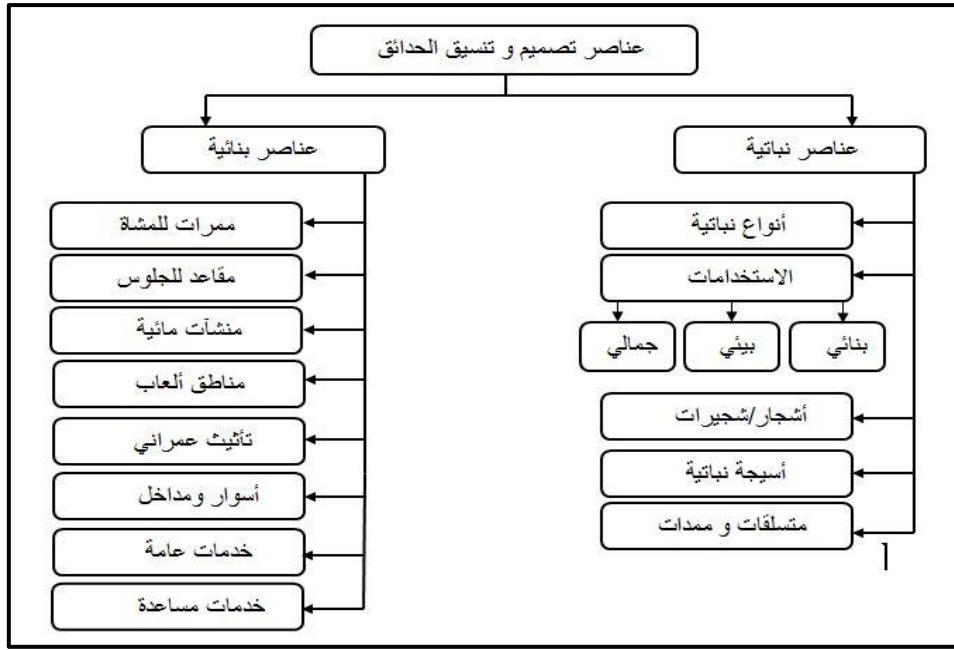 عناصر تصميم و تنسيق الحدائق
عناصر نباتية
أنواع نباتية
الاستخدامات
بنائي
بيئي
جمالي
أشجار/شجيرات
أسيجة نباتية
متسلقات و ممدات
أ
عناصر بنائية
ممرات للمشاة
مقاعد للجلوس
منشآت مائية
مناطق ألعاب
تأثيث عمراني
أسوار ومداخل
خدمات عامة
خدمات مساعدة